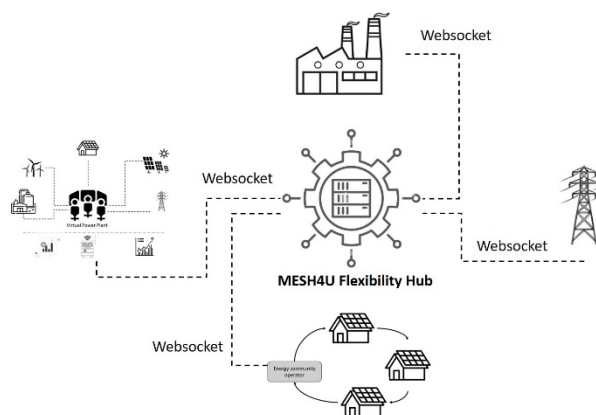 Websocket
Websocket
Virtual Power Plant
Websocket
MESH4U Flexibility Hub
Websocket
Energy community
operator